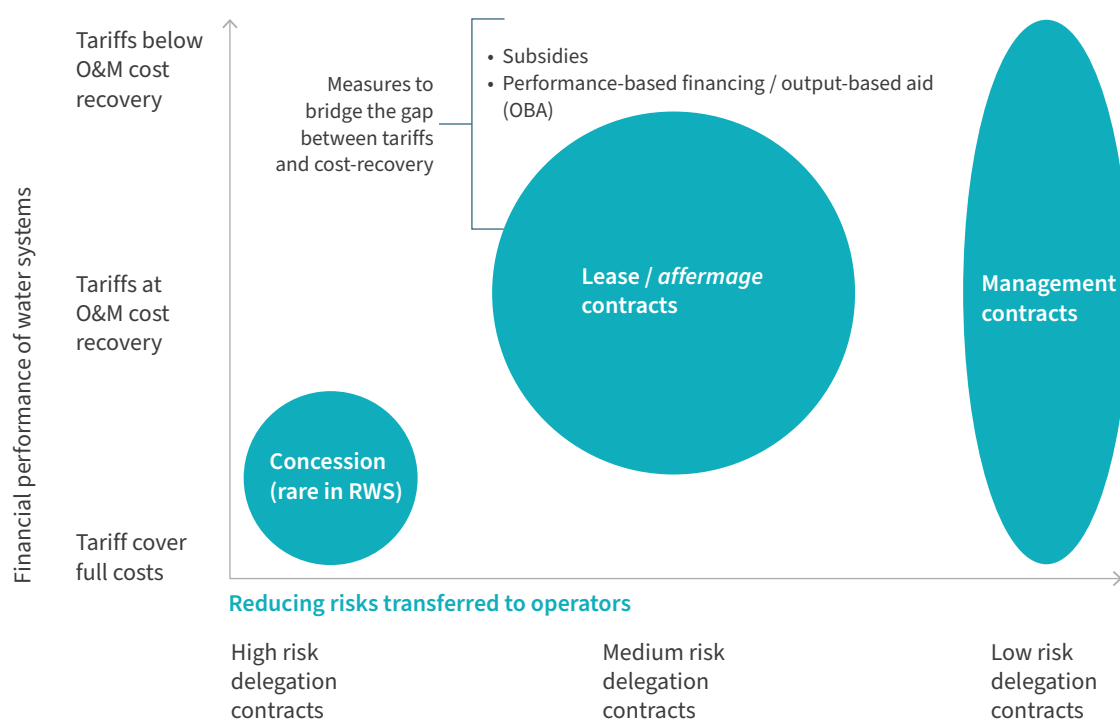 Financial performance of water systems
Tariffs below
O&M cost
recovery
Measures to
bridge the gap
between tariffs
and cost-recovery
• Subsidies
• Performance-based financing / output-based aid
(OBA)
Tariffs at
O&M cost
recovery
Lease / affermage
contracts
Management
contracts
Concession
(rare in RWS)
Tariff cover
full costs
Reducing risks transferred to operators
High risk
delegation
contracts
Medium risk
delegation
contracts
Low risk
delegation
contracts